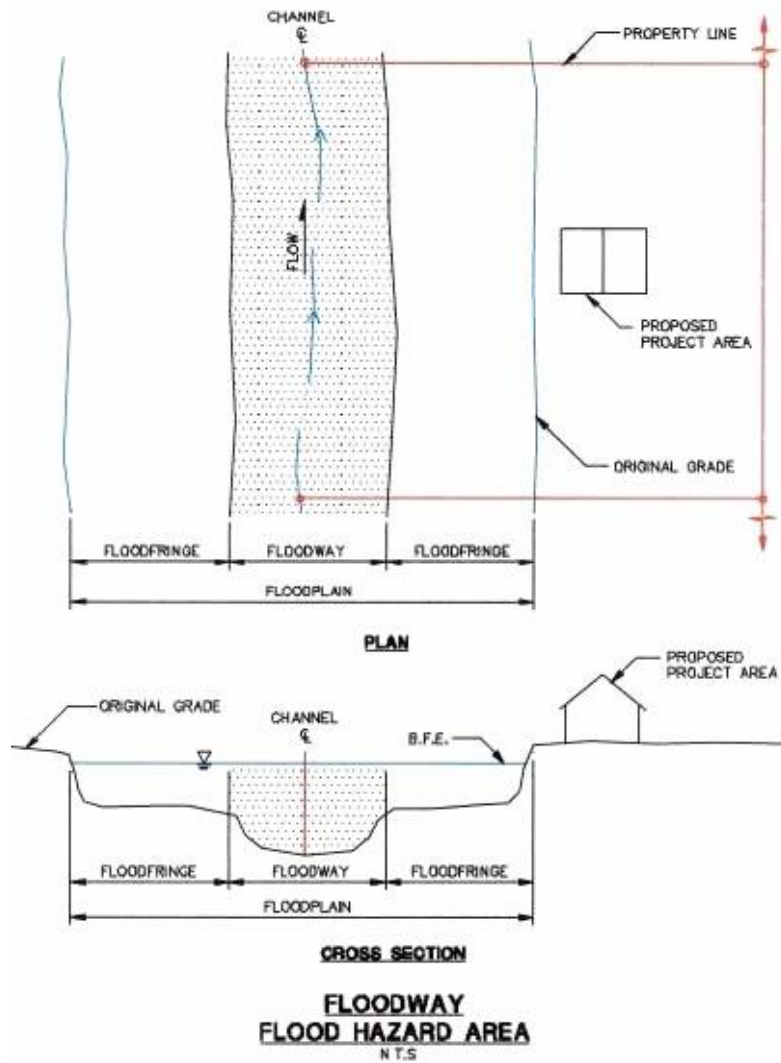 CHANNEL
℄
PROPERTY LINE
FLOW
PROPOSED
PROJECT AREA
ORIGINAL GRADE
FLOODFRINGE
FLOODWAY
FLOODFRINGE
FLOODPLAIN
PLAN
PROPOSED
PROJECT AREA
ORIGINAL GRADE
CHANNEL
℄
B.F.E.
FLOODFRINGE
FLOODWAY
FLOODFRINGE
FLOODPLAIN
CROSS SECTION
FLOODWAY
FLOOD HAZARD AREA
N T.S